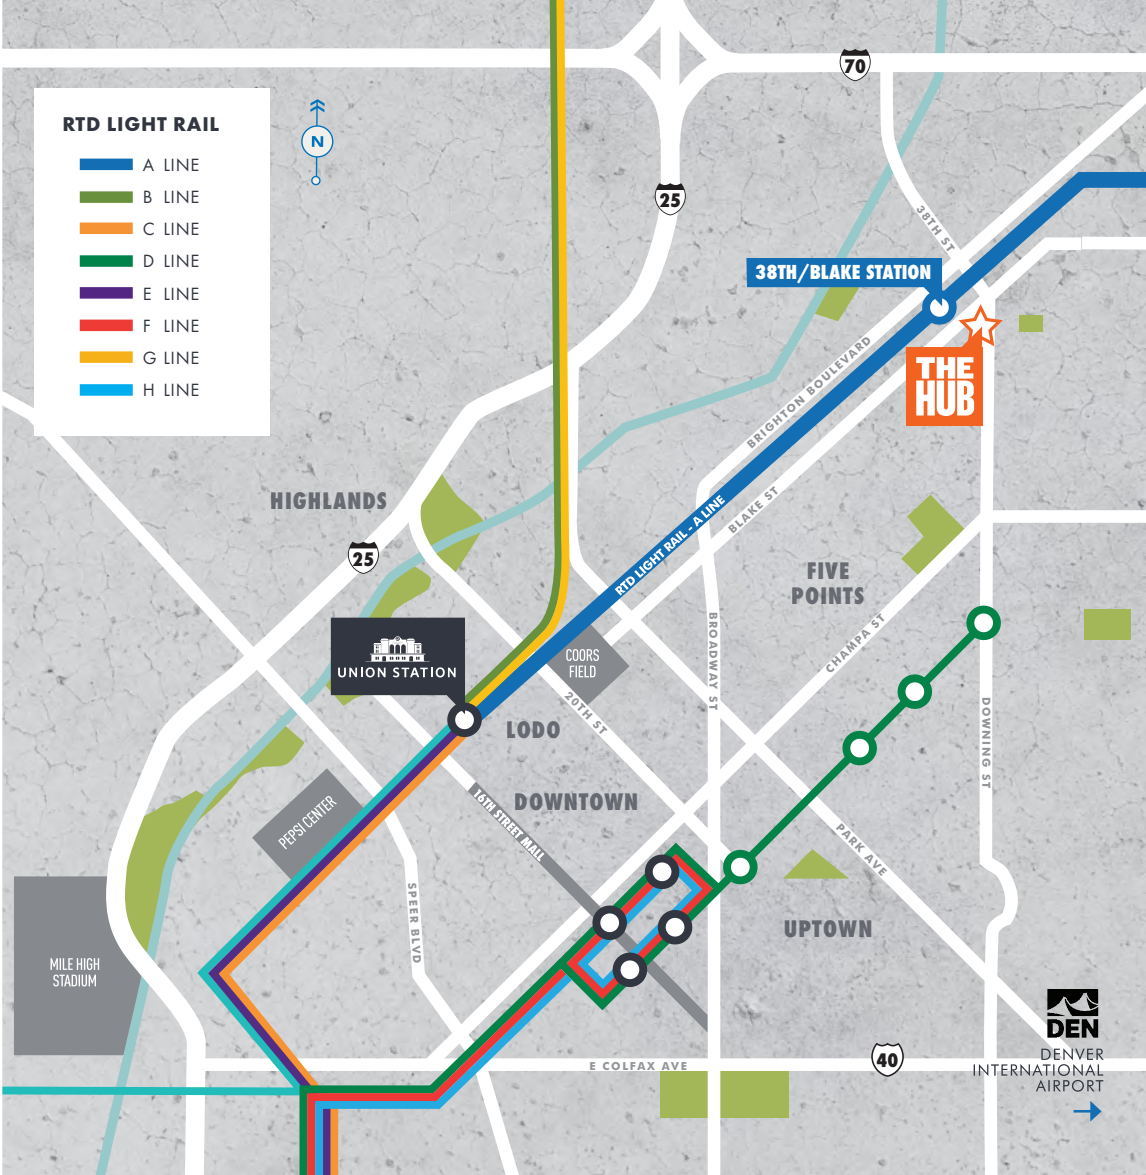 70
RTD LIGHT RAIL
N
A LINE
B LINE
C LINE
D LINE
E LINE
F LINE
G LINE
H LINE
25
38TH ST
38TH/BLAKE STATION
THE
HUB
BRIGHTON BOULEVARD
HIGHLANDS
BLAKE ST
RTD LIGHT RAIL - A LINE
25
FIVE
POINTS
UNION STATION
COORS
FIELD
BROADWAY ST
CHAMPA ST
20TH ST
LODO
DOWNING ST
DOWNTOWN
16TH STREET MALL
PEPSI CENTER
PARK AVE
SPEER BLVD
UPTOWN
MILE HIGH
STADIUM
DEN
DENVER
INTERNATIONAL
AIRPORT
E COLFAX AVE
40